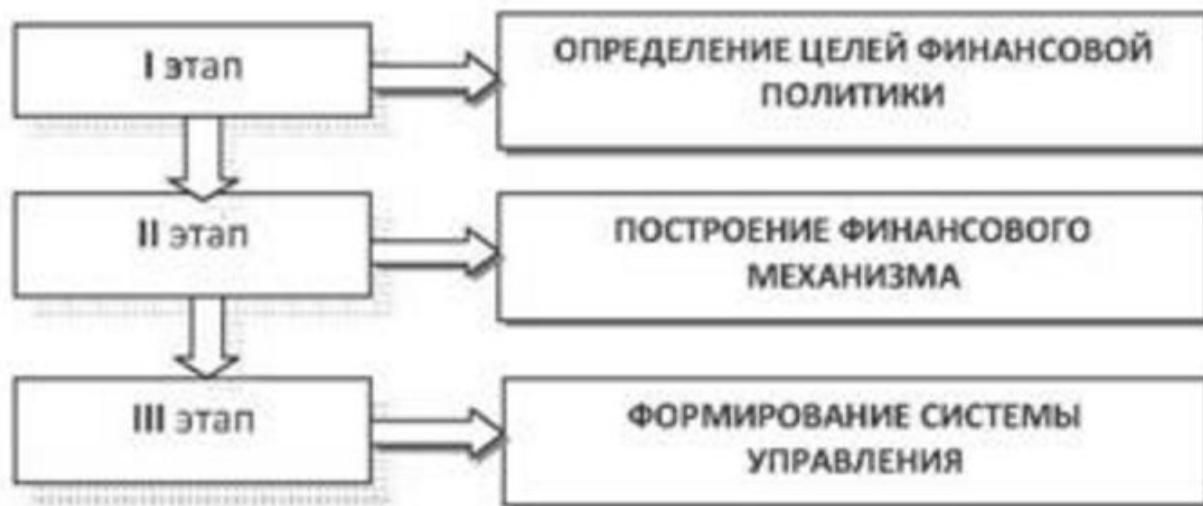 I этап
ОПРЕДЕЛЕНИЕ ЦЕЛЕЙ ФИНАНСОВОЙ
ПОЛИТИКИ
II этап
ПОСТРОЕНИЕ ФИНАНСОВОГО
МЕХАНИЗМА
III этап
ФОРМИРОВАНИЕ СИСТЕМЫ
УПРАВЛЕНИЯ